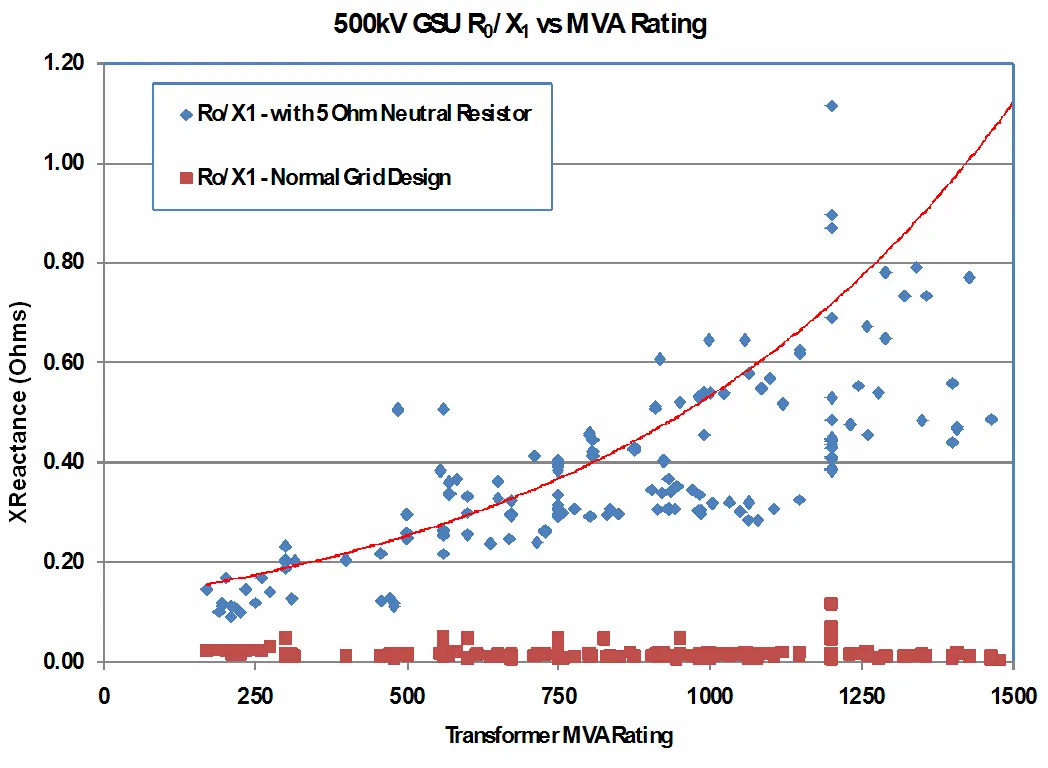 500kV GSU R0/ X1 vs MVA Rating
1.20
Ro/ X1 - with 5 Ohm Neutral Resistor
Ro/ X1 - Normal Grid Design
1.00
0.80
0.60
0.40
0.20
0.00
XReactance (Ohms)
0 250 500 750 1000 1250 1500
Transformer MVA Rating